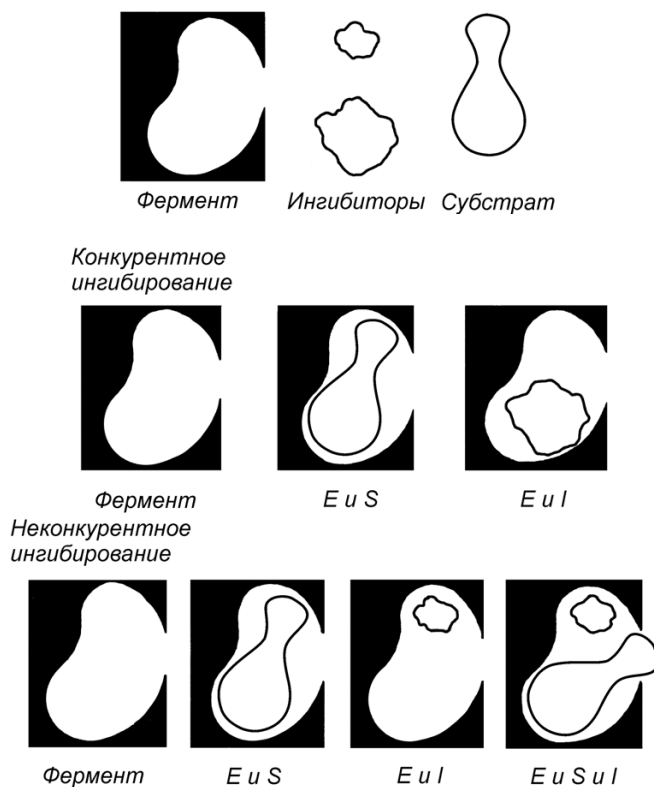 Фермент Ингибиторы Субстрат
Конкурентное
ингибирование
Фермент E и S E и I
Неконкурентное
ингибирование
Фермент E и S E и I E и S и I